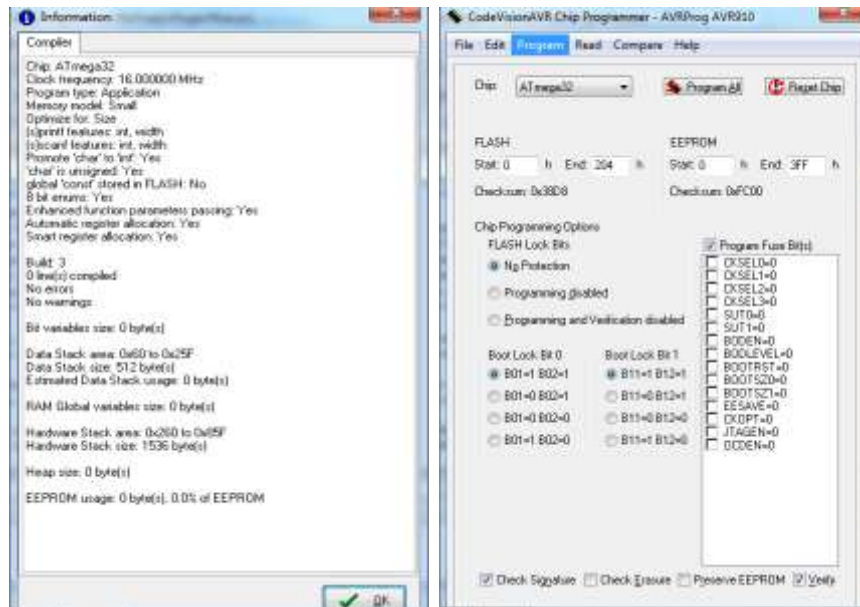 Information
Compiler
Chip: ATmega32
Clock frequency: 16.000000 MHz
Program type: Application
Memory model: Small
Optimize for: Size
(s)printf features: int, width
(s)scanf features: int, width
Promote 'char' to 'int': Yes
'char' is unsigned: Yes
global 'const' stored in FLASH: No
8 bit enums: Yes
Enhanced function parameters passing: Yes
Automatic register allocation: Yes
Smart register allocation: Yes
Build: 3
0 line(s) compiled
No errors
No warnings
Bit variables size: 0 byte(s)
Data Stack area: 0x60 to 0x25F
Data Stack size: 512 byte(s)
Estimated Data Stack usage: 0 byte(s)
RAM Global variables size: 0 byte(s)
Hardware Stack area: 0x260 to 0x85F
Hardware Stack size: 1536 byte(s)
Heap size: 0 byte(s)
EEPROM usage: 0 byte(s), 0.0% of EEPROM
OK
CodeVisionAVR Chip Programmer - AVRProg AVR910
File Edit Program Read Compare Help
Chip: ATmega32 Program All Reset Chip
FLASH EEPROM
Start: 0 h End: 204 h Start: 0 h End: 3FF h
Checksum: 0x38D8 Checksum: 0xFC00
Chip Programming Options
FLASH Lock Bits
No Protection
Programming disabled
Programming and Verification disabled
Boot Lock Bit 0 Boot Lock Bit 1
B01=1 B02=1 B11=1 B12=1
B01=0 B02=1 B11=0 B12=1
B01=0 B02=0 B11=0 B12=0
B01=1 B02=0 B11=1 B12=0
Program Fuse Bit(s)
CKSEL0=0
CKSEL1=0
CKSEL2=0
CKSEL3=0
SUT0=0
SUT1=0
BODEN=0
BODLEVEL=0
BOOTRST=0
BOOTSZ0=0
BOOTSZ1=0
EESAVE=0
CKOPT=0
JTAGEN=0
OCDEN=0
Check Signature Check Erasure Preserve EEPROM Verify